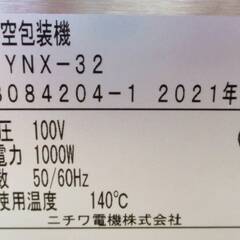 空包装機
YNX-32
8084204-1 2021年
圧 100V
電力 1000W
数 50/60Hz
使用温度 140℃
ニチワ電機株式会社